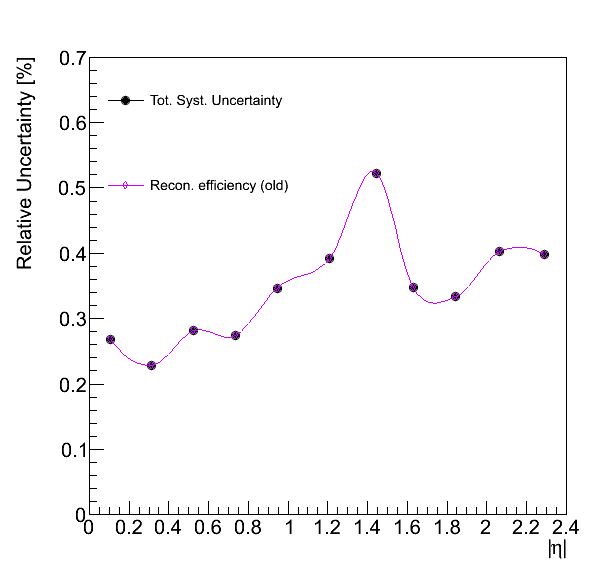 Relative Uncertainty [%]
0.7
0.6
0.5
0.4
0.3
0.2
0.1
0
Tot. Syst. Uncertainty
Recon. efficiency (old)
0 0.2 0.4 0.6 0.8 1 1.2 1.4 1.6 1.8 2 2.2 2.4
|η|